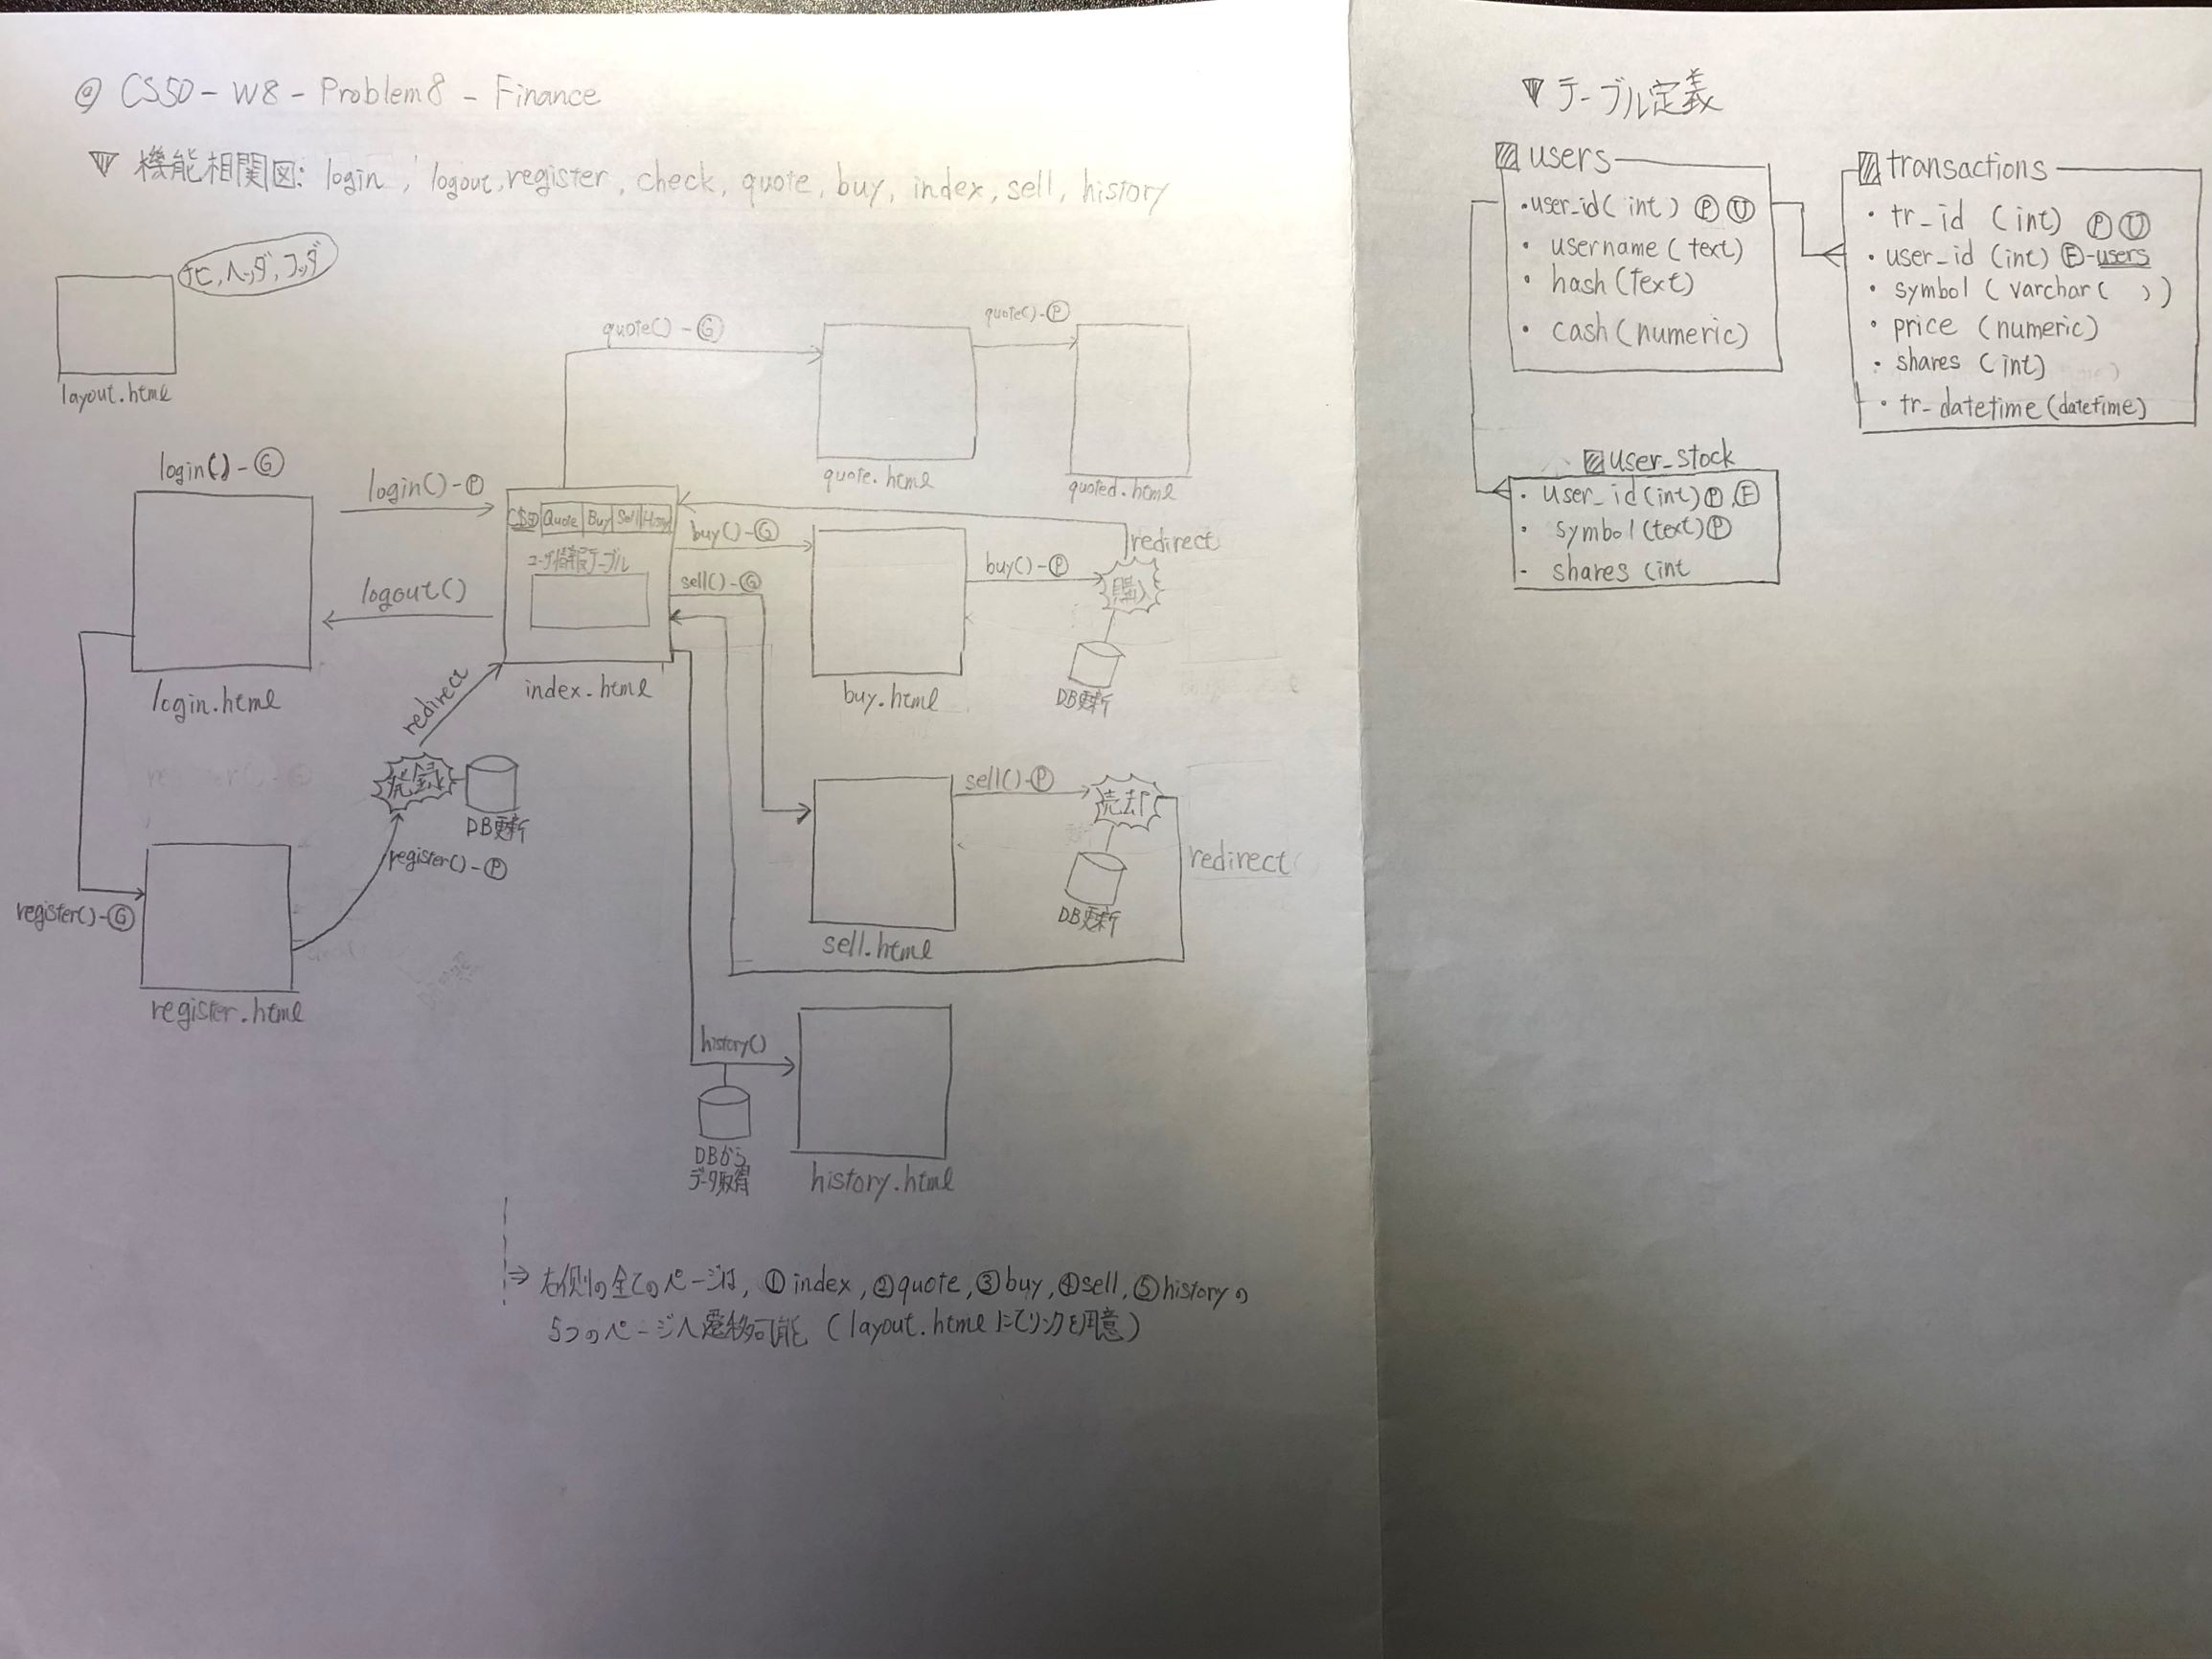 ◎ CS50 - W8 - Problem8 - Finance
▼ 機能相関図: login, logout, register, check, quote, buy, index, sell, history
ナビ, ヘッダ, フッダ
layout.html
quote() - Ⓖ
quote() - Ⓟ
quote.html
quoted.html
login() - Ⓖ
login() - Ⓟ
logout()
login.html
C$50 Quote Buy Sell
ユーザ情報テーブル
index.html
buy() - Ⓖ
buy() - Ⓟ
redirect
購入
DB更新
buy.html
sell() - Ⓖ
redirect
登録
DB更新
register() - Ⓟ
register() - Ⓖ
register.html
sell() - Ⓟ
売却
DB更新
redirect
sell.html
history()
DBから
データ取得
history.html
⇒ 右側の全てのページは, ① index, ② quote, ③ buy, ④ sell, ⑤ history の
5つのページへ遷移可能 (layout.htmlにてリンクを用意)
▼ テーブル定義
users
・user_id (int) Ⓟ Ⓤ
・username (text)
・hash (text)
・cash (numeric)
transactions
・tr_id (int) Ⓟ Ⓤ
・user_id (int) Ⓕ-users
・symbol (varchar( ))
・price (numeric)
・shares (int)
・tr_datetime (datetime)
user_stock
・user_id (int) Ⓟ, Ⓕ
・symbol (text) Ⓟ
・shares (int